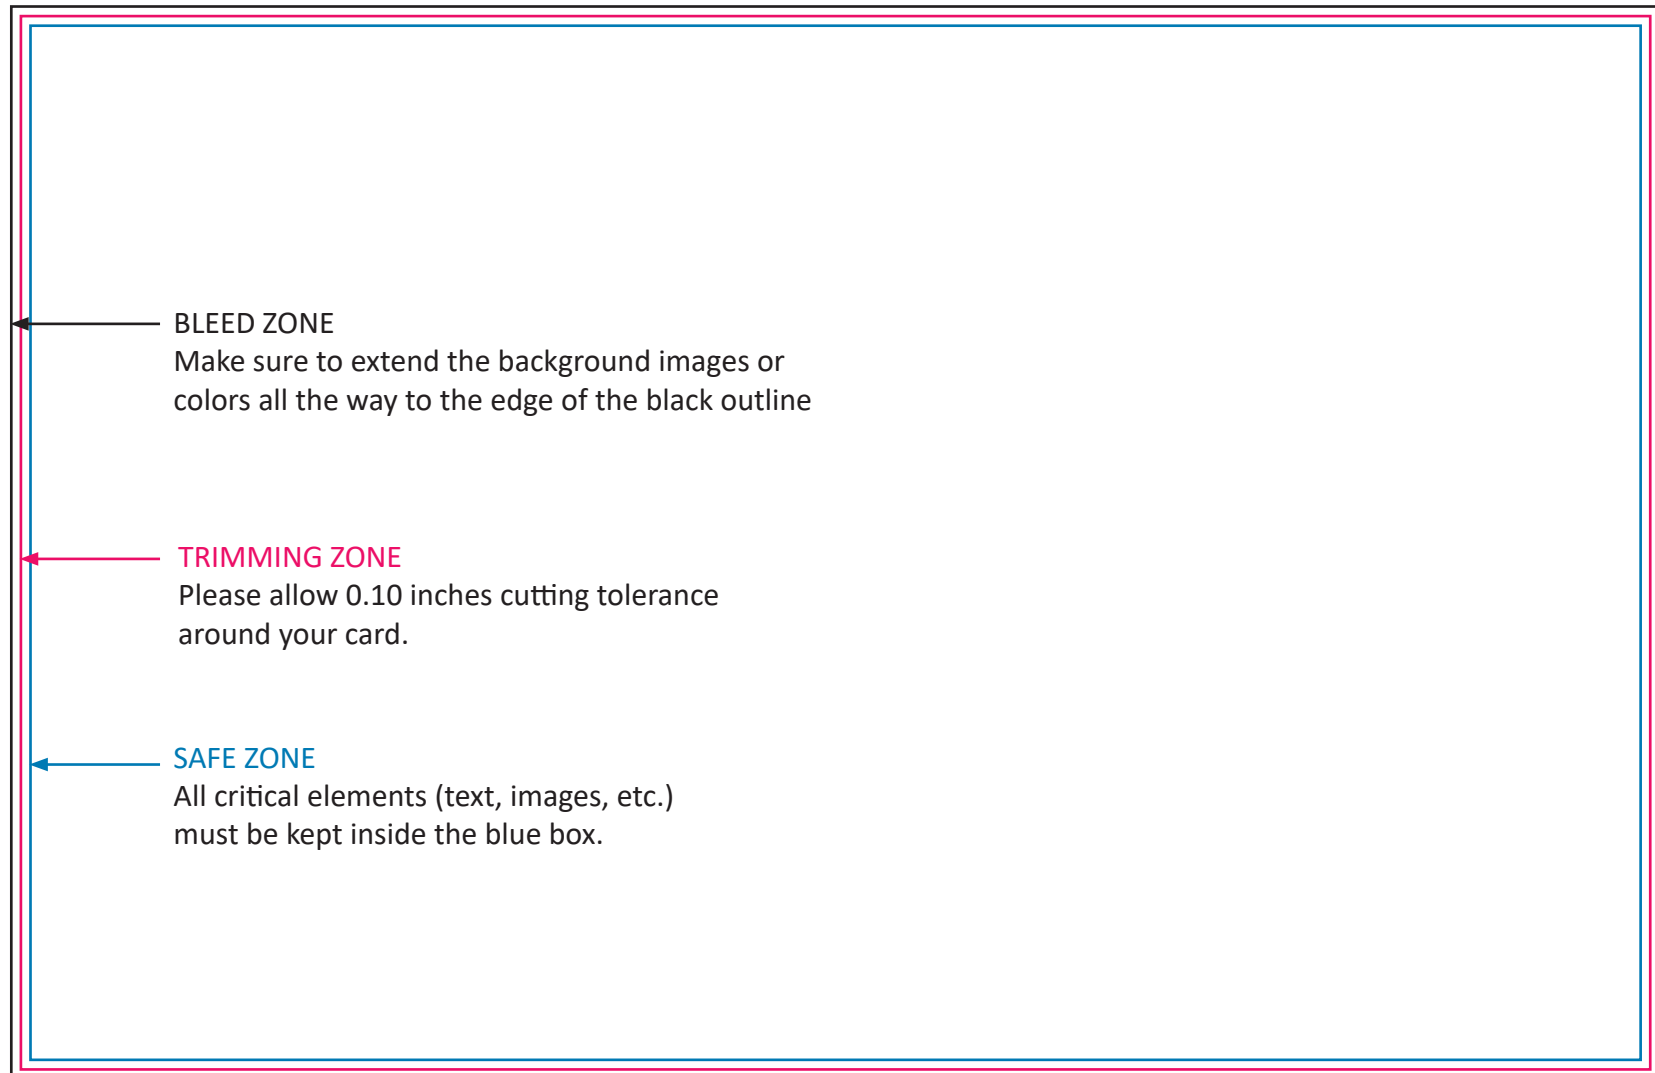 BLEED ZONE
Make sure to extend the background images or
colors all the way to the edge of the black outline
TRIMMING ZONE
Please allow 0.10 inches cutting tolerance
around your card.
SAFE ZONE
All critical elements (text, images, etc.)
must be kept inside the blue box.